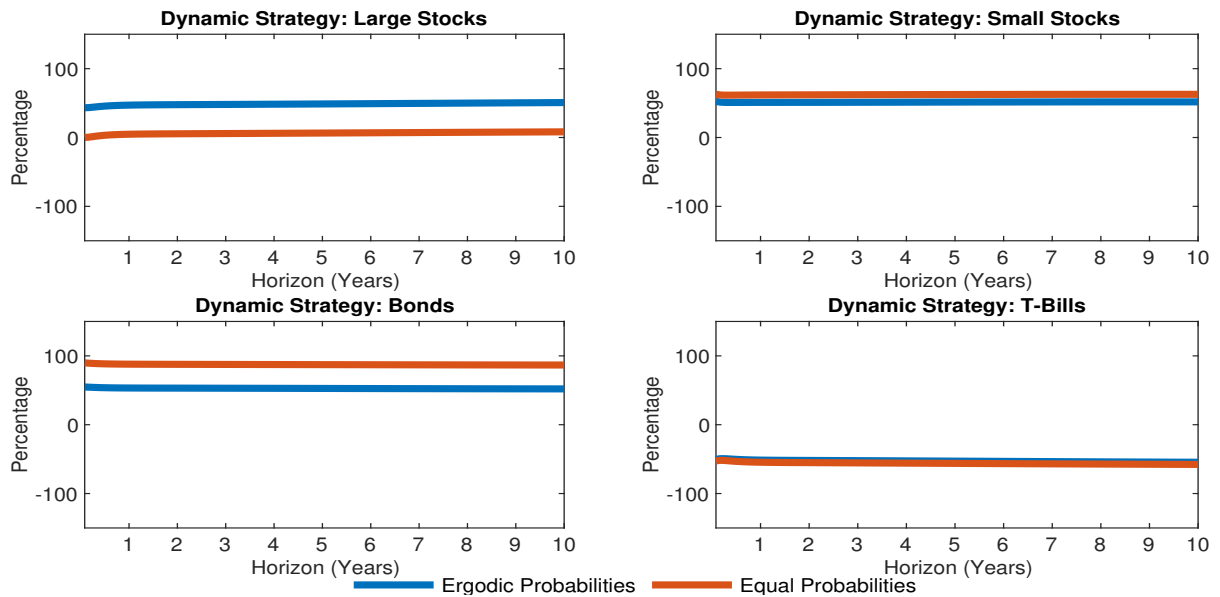 Dynamic Strategy: Large Stocks
Percentage
100
0
-100
1 2 3 4 5 6 7 8 9 10
Horizon (Years)
Dynamic Strategy: Small Stocks
Percentage
100
0
-100
1 2 3 4 5 6 7 8 9 10
Horizon (Years)
Dynamic Strategy: Bonds
Percentage
100
0
-100
1 2 3 4 5 6 7 8 9 10
Horizon (Years)
Dynamic Strategy: T-Bills
Percentage
100
0
-100
1 2 3 4 5 6 7 8 9 10
Horizon (Years)
Ergodic Probabilities Equal Probabilities